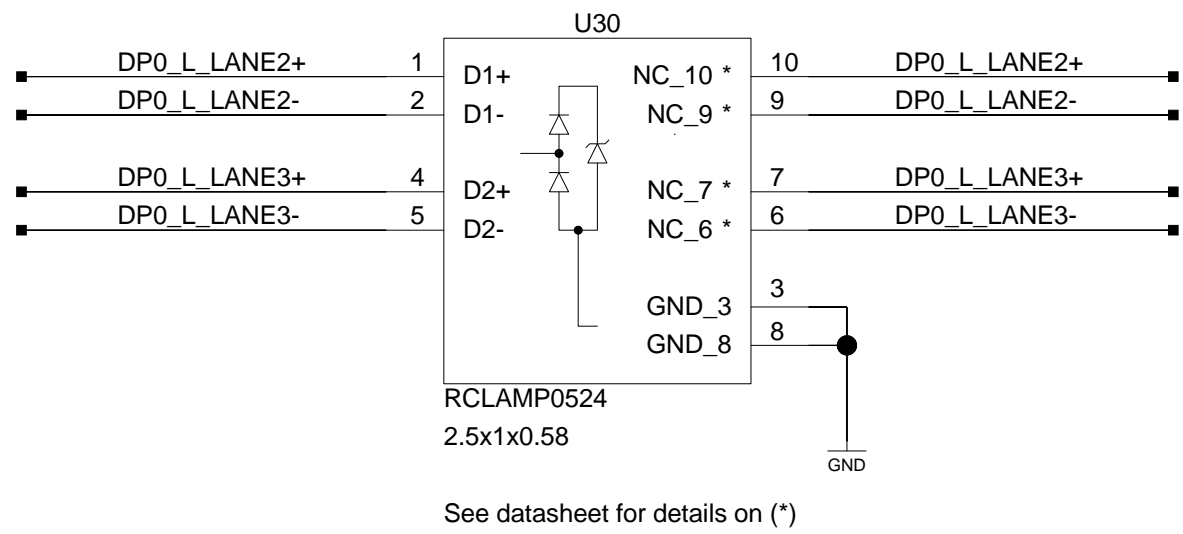 U30
DP0_L_LANE2+ 1 D1+ NC_10 * 10 DP0_L_LANE2+
DP0_L_LANE2- 2 D1- NC_9 * 9 DP0_L_LANE2-
DP0_L_LANE3+ 4 D2+ NC_7 * 7 DP0_L_LANE3+
DP0_L_LANE3- 5 D2- NC_6 * 6 DP0_L_LANE3-
GND_3 3
GND_8 8
RCLAMP0524
2.5x1x0.58
GND
See datasheet for details on (*)